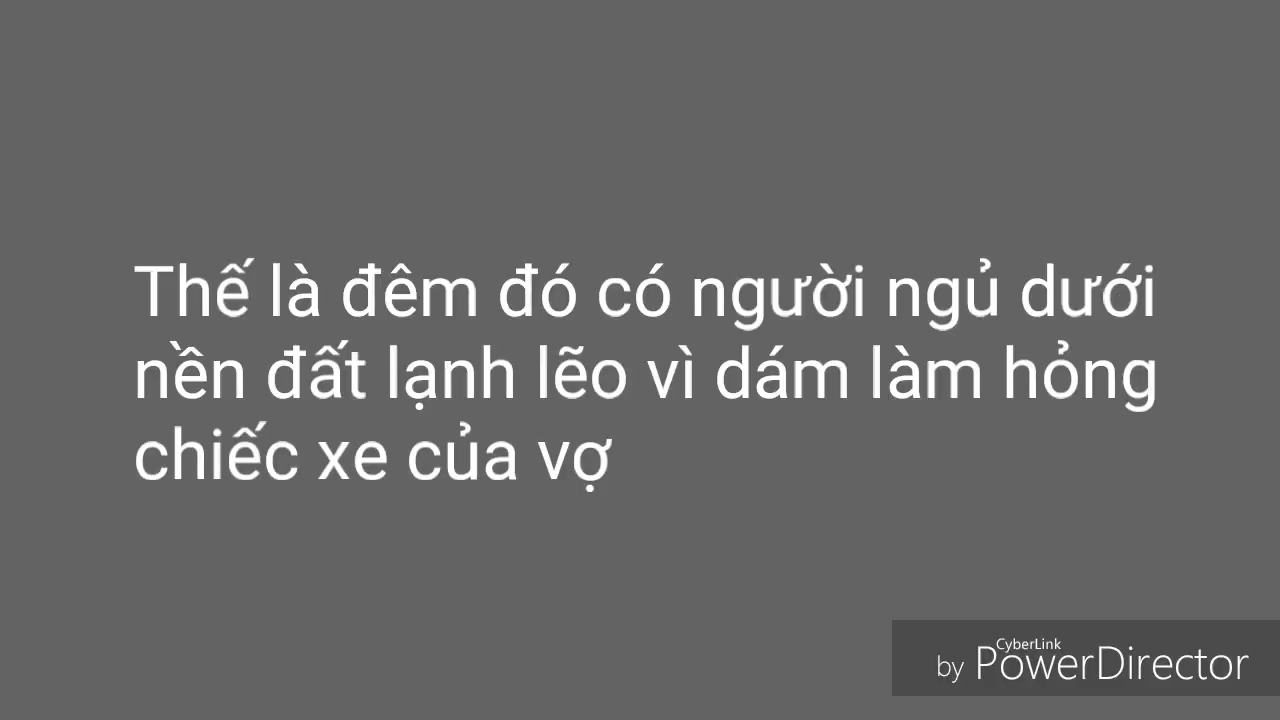 Thế là đêm đó có người ngủ dưới
nền đất lạnh lẽo vì dám làm hỏng
chiếc xe của vợ
CyberLink
by PowerDirector